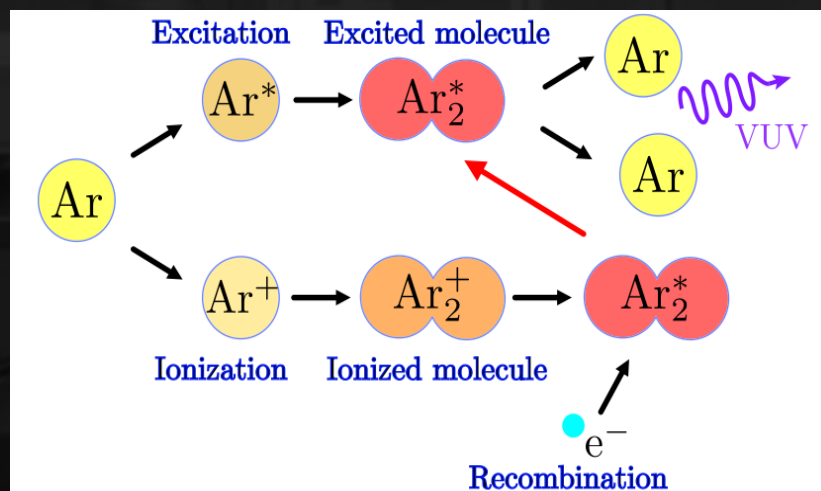 Excitation
Excited molecule
Ar
Ar*
Ar₂*
VUV
Ar
Ar
Ar⁺
Ar₂⁺
Ar₂*
Ionization
Ionized molecule
e⁻
Recombination